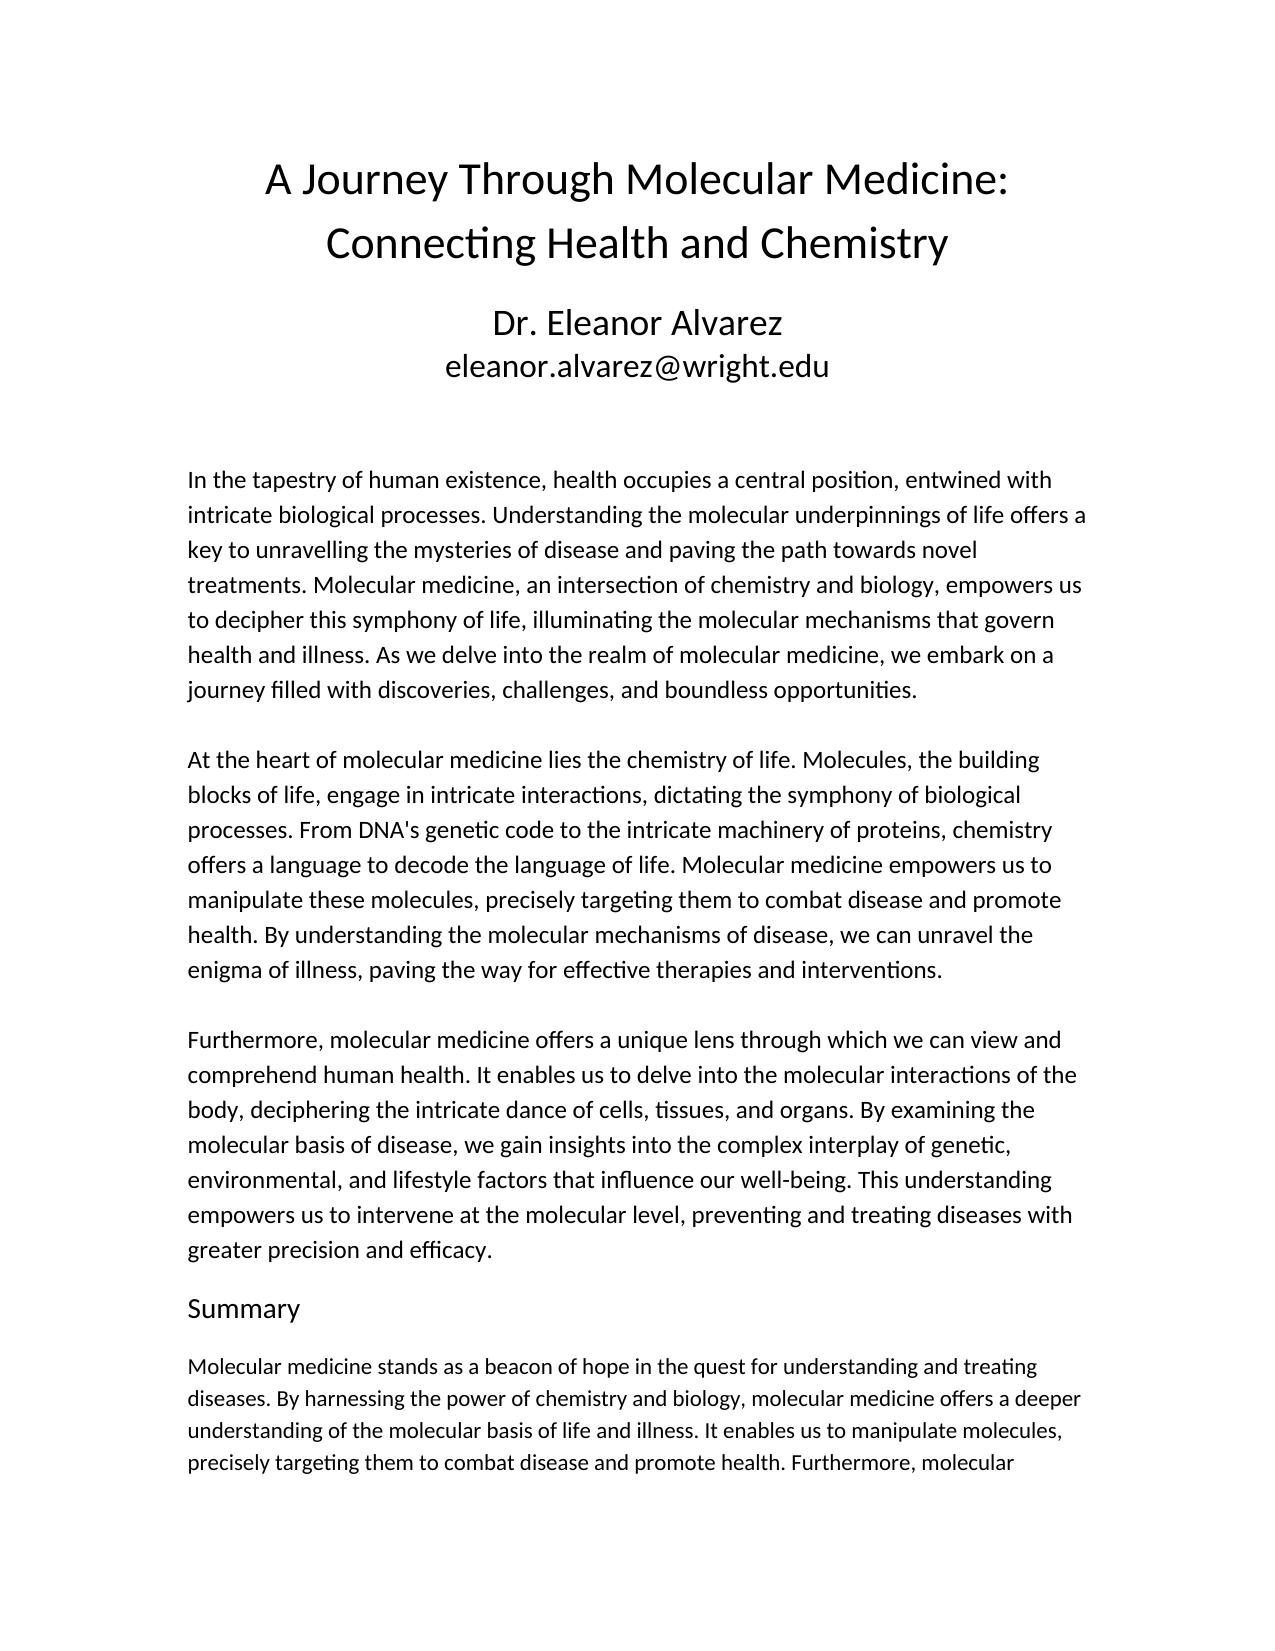 A Journey Through Molecular Medicine:
Connecting Health and Chemistry
Dr. Eleanor Alvarez
eleanor.alvarez@wright.edu
In the tapestry of human existence, health occupies a central position, entwined with
intricate biological processes. Understanding the molecular underpinnings of life offers a
key to unravelling the mysteries of disease and paving the path towards novel
treatments. Molecular medicine, an intersection of chemistry and biology, empowers us
to decipher this symphony of life, illuminating the molecular mechanisms that govern
health and illness. As we delve into the realm of molecular medicine, we embark on a
journey filled with discoveries, challenges, and boundless opportunities.
At the heart of molecular medicine lies the chemistry of life. Molecules, the building
blocks of life, engage in intricate interactions, dictating the symphony of biological
processes. From DNA's genetic code to the intricate machinery of proteins, chemistry
offers a language to decode the language of life. Molecular medicine empowers us to
manipulate these molecules, precisely targeting them to combat disease and promote
health. By understanding the molecular mechanisms of disease, we can unravel the
enigma of illness, paving the way for effective therapies and interventions.
Furthermore, molecular medicine offers a unique lens through which we can view and
comprehend human health. It enables us to delve into the molecular interactions of the
body, deciphering the intricate dance of cells, tissues, and organs. By examining the
molecular basis of disease, we gain insights into the complex interplay of genetic,
environmental, and lifestyle factors that influence our well-being. This understanding
empowers us to intervene at the molecular level, preventing and treating diseases with
greater precision and efficacy.
Summary
Molecular medicine stands as a beacon of hope in the quest for understanding and treating
diseases. By harnessing the power of chemistry and biology, molecular medicine offers a deeper
understanding of the molecular basis of life and illness. It enables us to manipulate molecules,
precisely targeting them to combat disease and promote health. Furthermore, molecular